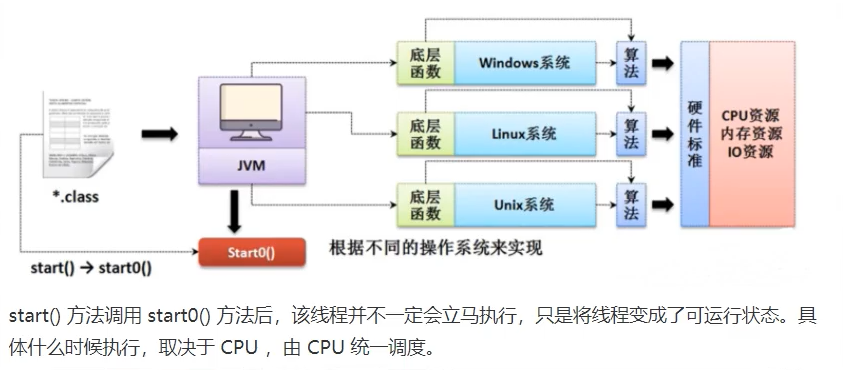 底层函数
Windows系统
算法
底层函数
Linux系统
算法
底层函数
Unix系统
算法
硬件标准
CPU资源
内存资源
IO资源
JVM
*.class
Start0()
根据不同的操作系统来实现
start() → start0()
start() 方法调用 start0() 方法后，该线程并不一定会立马执行，只是将线程变成了可运行状态。具
体什么时候执行，取决于 CPU ，由 CPU 统一调度。